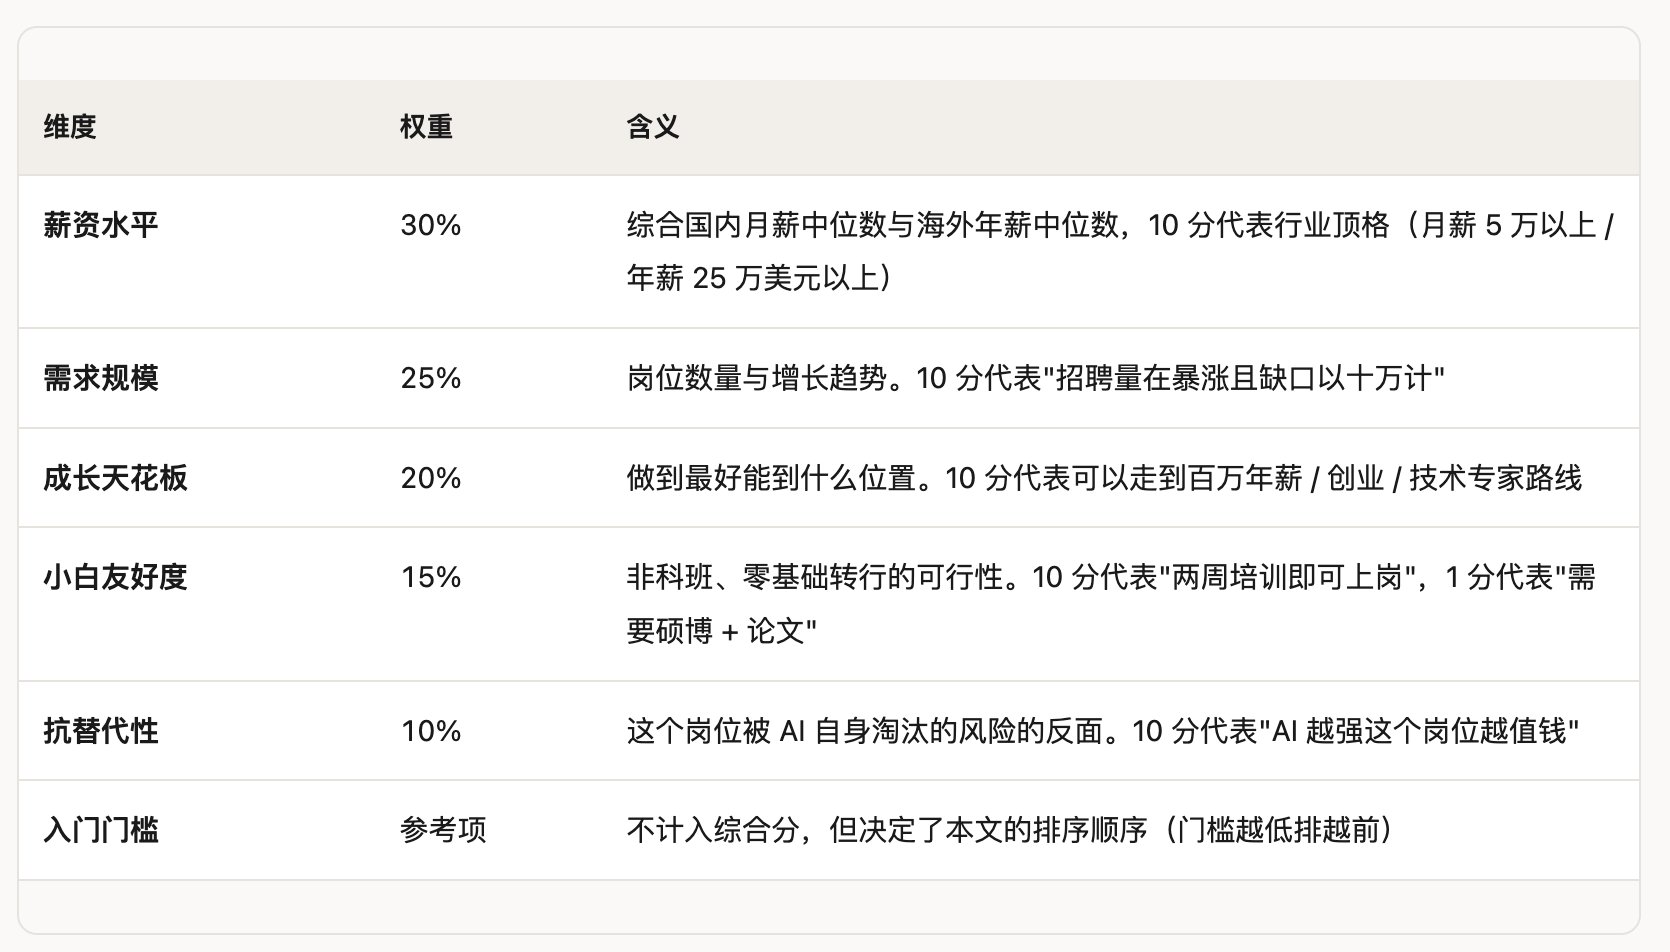 维度 权重 含义
薪资水平 30% 综合国内月薪中位数与海外年薪中位数，10 分代表行业顶格（月薪 5 万以上 /
年薪 25 万美元以上）
需求规模 25% 岗位数量与增长趋势。10 分代表"招聘量在暴涨且缺口以十万计"
成长天花板 20% 做到最好能到什么位置。10 分代表可以走到百万年薪 / 创业 / 技术专家路线
小白友好度 15% 非科班、零基础转行的可行性。10 分代表"两周培训即可上岗"，1 分代表"需
要硕博 + 论文"
抗替代性 10% 这个岗位被 AI 自身淘汰的风险的反面。10 分代表"AI 越强这个岗位越值钱"
入门门槛 参考项 不计入综合分，但决定了本文的排序顺序（门槛越低排越前）